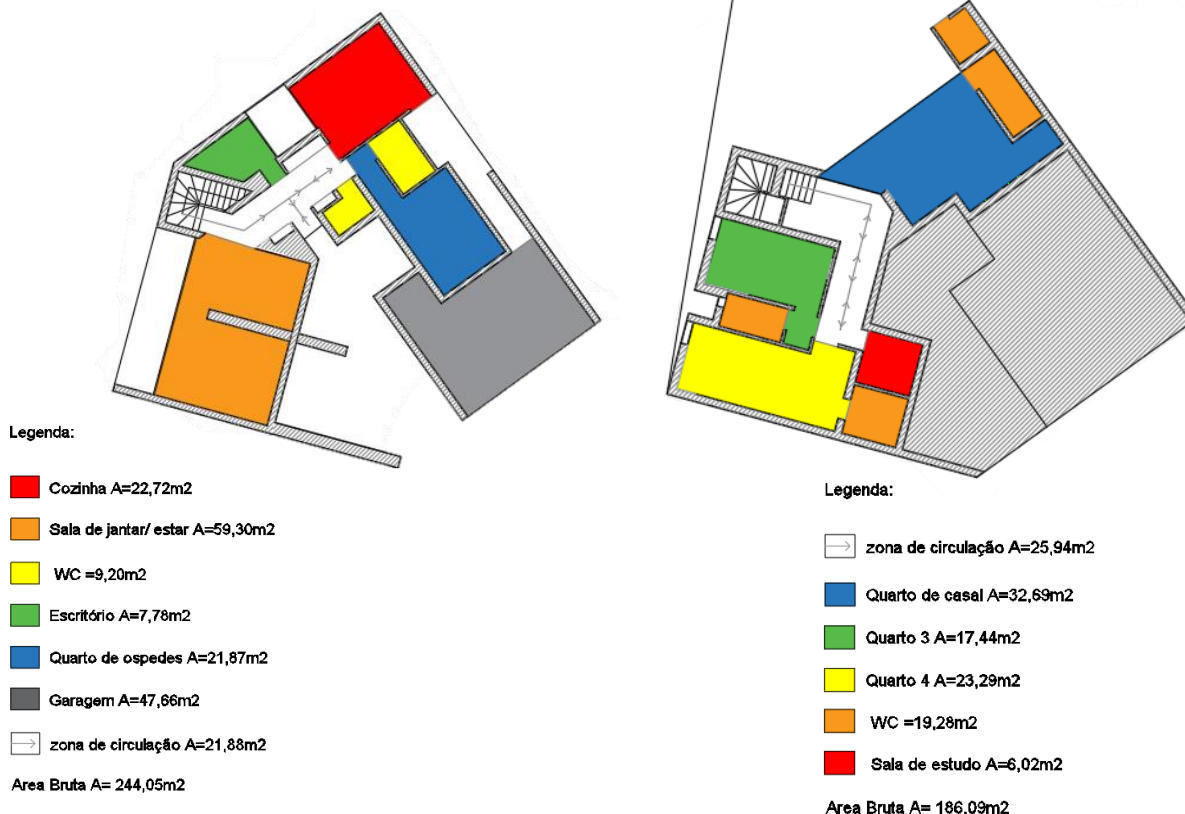 Legenda:
Cozinha A=22,72m2
Sala de jantar/ estar A=59,30m2
WC =9,20m2
Escritório A=7,78m2
Quarto de ospedes A=21,87m2
Garagem A=47,66m2
zona de circulação A=21,88m2
Area Bruta A= 244,05m2
Legenda:
zona de circulação A=25,94m2
Quarto de casal A=32,69m2
Quarto 3 A=17,44m2
Quarto 4 A=23,29m2
WC =19,28m2
Sala de estudo A=6,02m2
Area Bruta A= 186,09m2